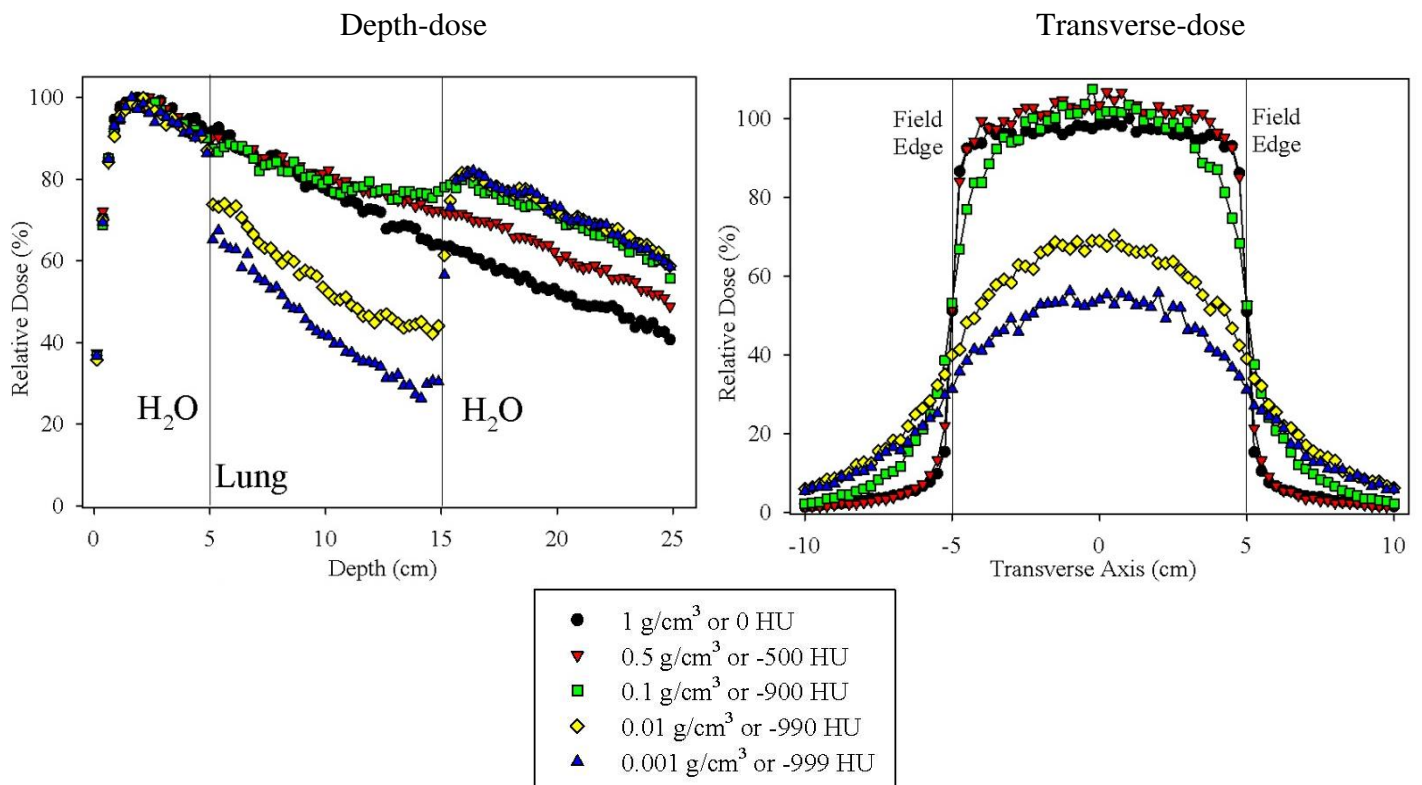 Depth-dose
Transverse-dose
100
80
60
40
20
0
Relative Dose (%)
H₂O
Lung
H₂O
0 5 10 15 20 25
Depth (cm)
100
80
60
40
20
0
Relative Dose (%)
Field
Edge
Field
Edge
-10 -5 0 5 10
Transverse Axis (cm)
1 g/cm³ or 0 HU
0.5 g/cm³ or -500 HU
0.1 g/cm³ or -900 HU
0.01 g/cm³ or -990 HU
0.001 g/cm³ or -999 HU